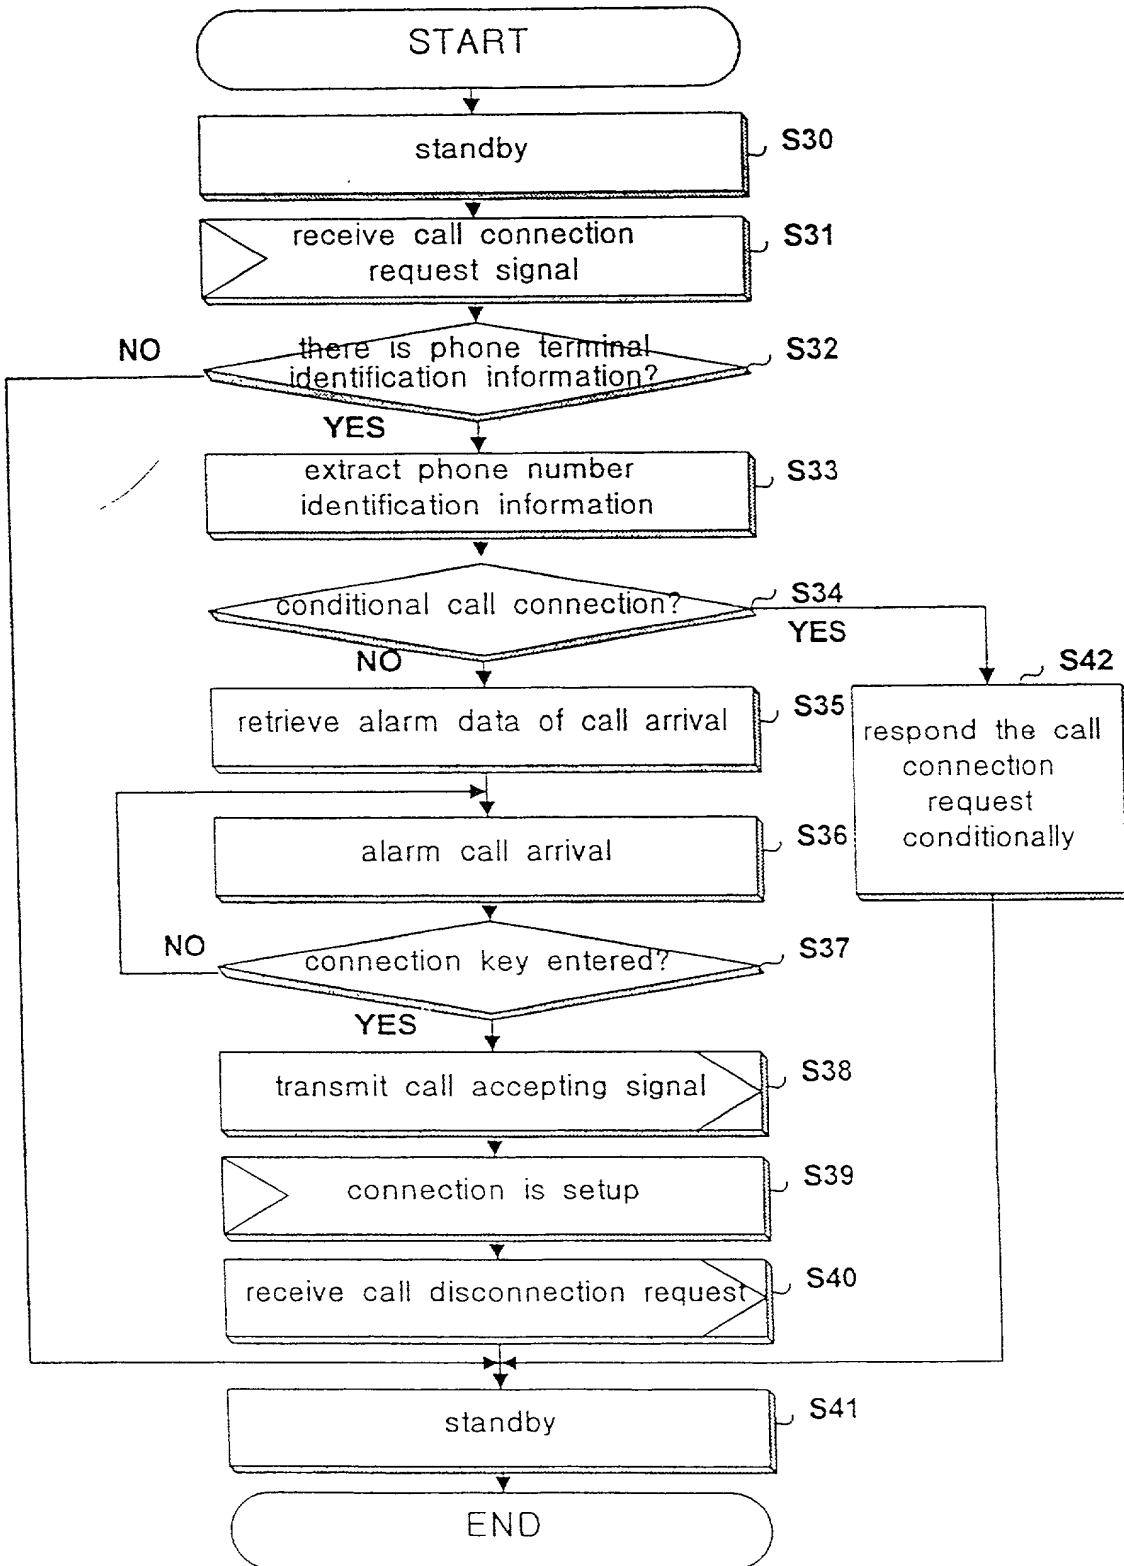 START
standby
S30
receive call connection
request signal
S31
there is phone terminal
identification information?
S32
NO
YES
extract phone number
identification information
S33
conditional call connection?
S34
YES
NO
S42
retrieve alarm data of call arrival
S35
respond the call
connection
request
conditionally
alarm call arrival
S36
connection key entered?
S37
NO
YES
transmit call accepting signal
S38
connection is setup
S39
receive call disconnection request
S40
standby
S41
END